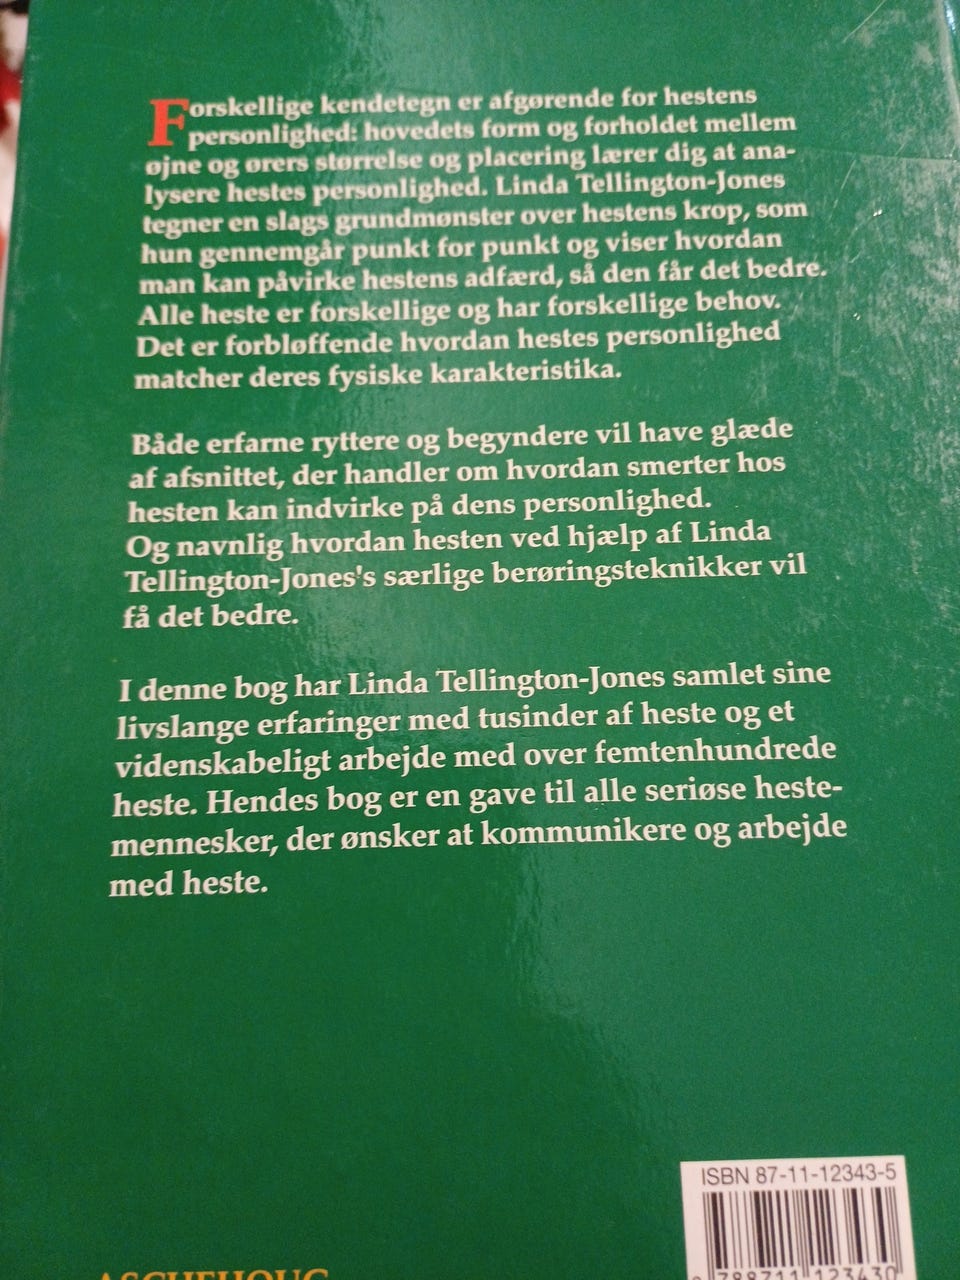 Forskellige kendetegn er afgørende for hestens
personlighed: hovedets form og forholdet mellem
øjne og ørers størrelse og placering lærer dig at ana-
lysere hestes personlighed. Linda Tellington-Jones
tegner en slags grundmønster over hestens krop, som
hun gennemgår punkt for punkt og viser hvordan
man kan påvirke hestens adfærd, så den får det bedre.
Alle heste er forskellige og har forskellige behov.
Det er forbløffende hvordan hestes personlighed
matcher deres fysiske karakteristika.
Både erfarne ryttere og begyndere vil have glæde
af afsnittet, der handler om hvordan smerter hos
hesten kan indvirke på dens personlighed.
Og navnlig hvordan hesten ved hjælp af Linda
Tellington-Jones's særlige berøringsteknikker vil
få det bedre.
I denne bog har Linda Tellington-Jones samlet sine
livslange erfaringer med tusinder af heste og et
videnskabeligt arbejde med over femtenhundrede
heste. Hendes bog er en gave til alle seriøse heste-
mennesker, der ønsker at kommunikere og arbejde
med heste.
ISBN 87-11-12343-5
9 788711 123430
ASCHEHOUG